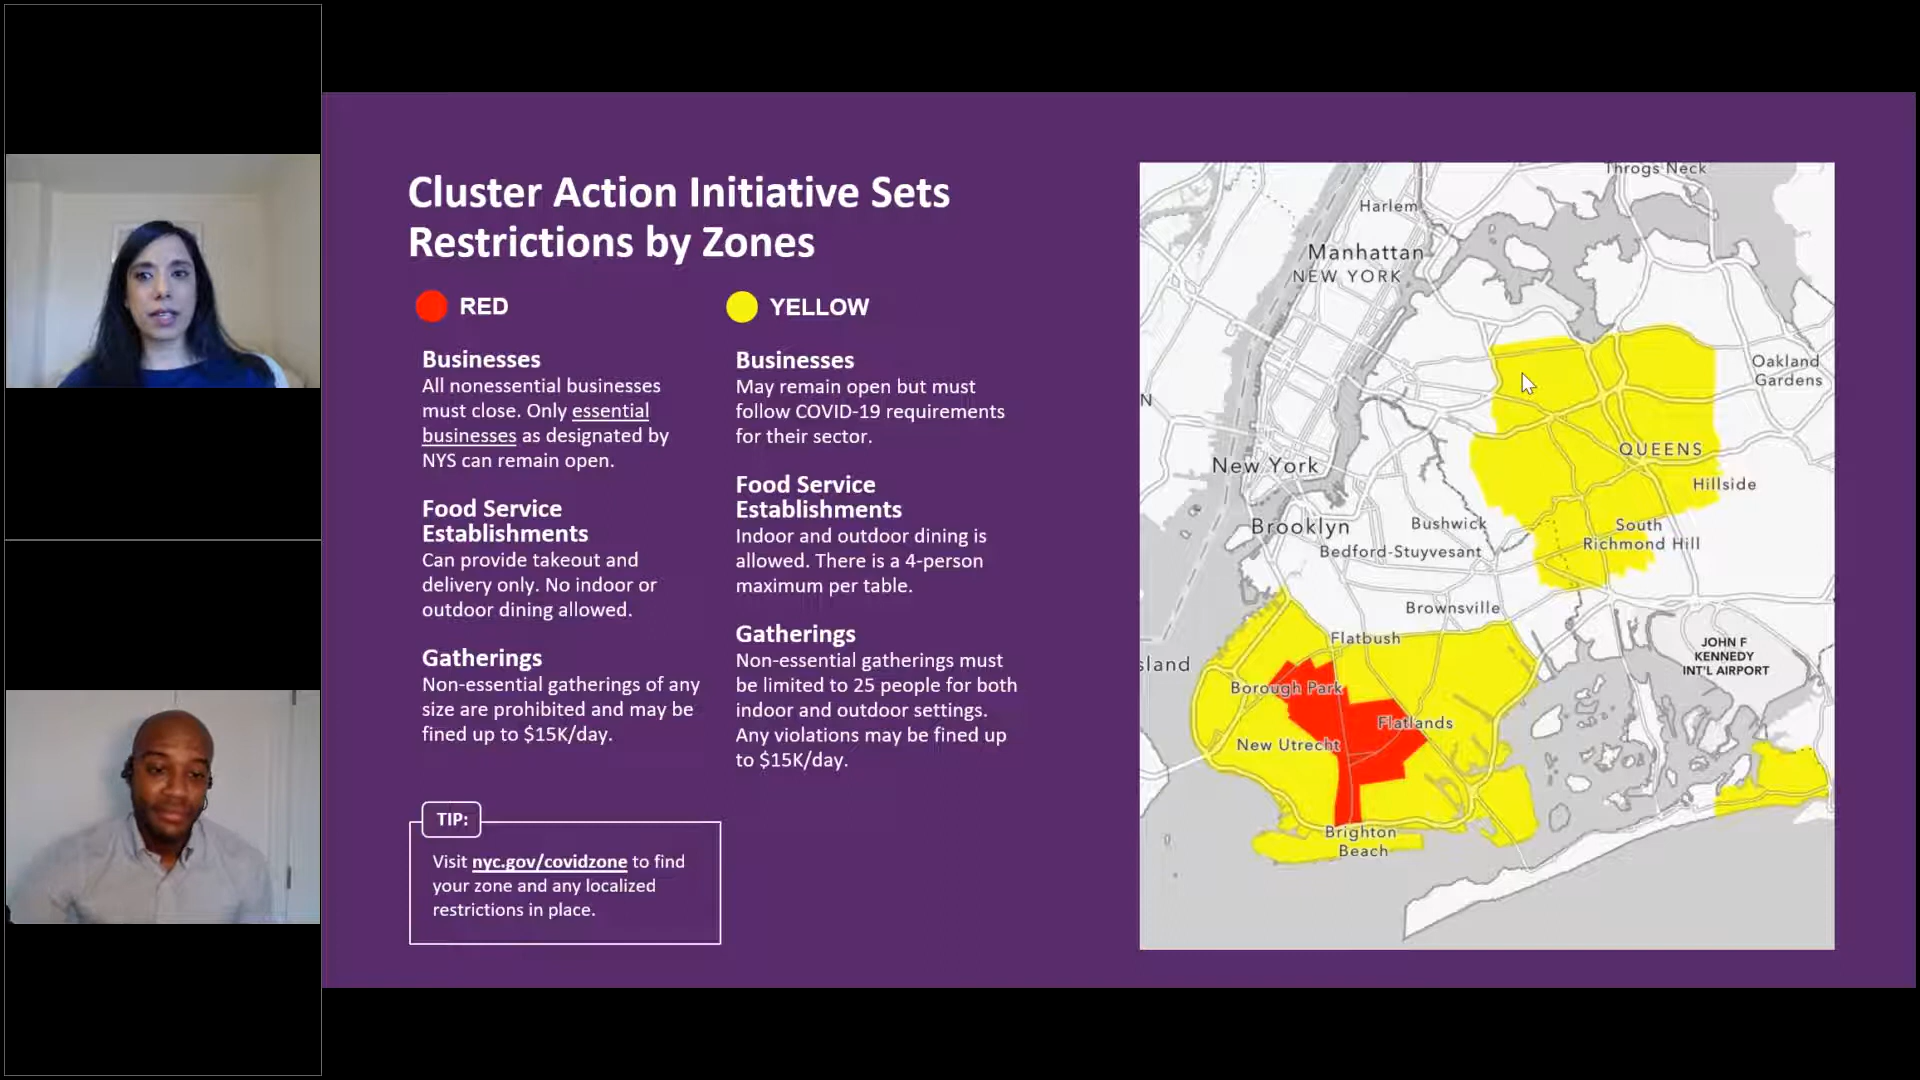 Cluster Action Initiative Sets
Restrictions by Zones
RED
Businesses
All nonessential businesses
must close. Only essential
businesses as designated by
NYS can remain open.
Food Service
Establishments
Can provide takeout and
delivery only. No indoor or
outdoor dining allowed.
Gatherings
Non-essential gatherings of any
size are prohibited and may be
fined up to $15K/day.
YELLOW
Businesses
May remain open but must
follow COVID-19 requirements
for their sector.
Food Service
Establishments
Indoor and outdoor dining is
allowed. There is a 4-person
maximum per table.
Gatherings
Non-essential gatherings must
be limited to 25 people for both
indoor and outdoor settings.
Any violations may be fined up
to $15K/day.
TIP:
Visit nyc.gov/covidzone to find
your zone and any localized
restrictions in place.
Throgs Neck
Harlem
Manhattan
NEW YORK
Oakland
Gardens
N
QUEENS
New York
Hillside
Brooklyn
Bushwick
South
Richmond Hill
Bedford-Stuyvesant
Brownsville
Flatbush
JOHN F
KENNEDY
INT'L AIRPORT
sland
Borough Park
Flatlands
New Utrecht
Brighton
Beach